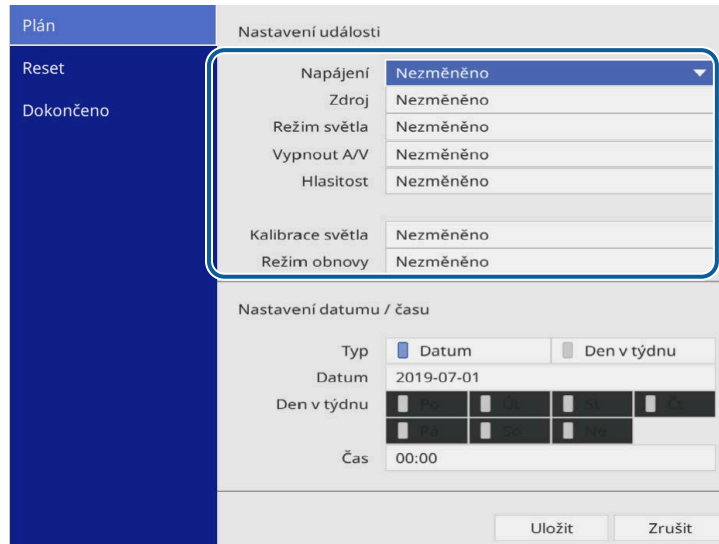 Plán
Reset
Dokončeno
Nastavení události
Napájení Nezměněno
Zdroj Nezměněno
Režim světla Nezměněno
Vypnout A/V Nezměněno
Hlasitost Nezměněno
Kalibrace světla Nezměněno
Režim obnovy Nezměněno
Nastavení datumu / času
Typ Datum Den v týdnu
Datum 2019-07-01
Den v týdnu Po Út St Čt
Pá So Ne
Čas 00:00
Uložit Zrušit